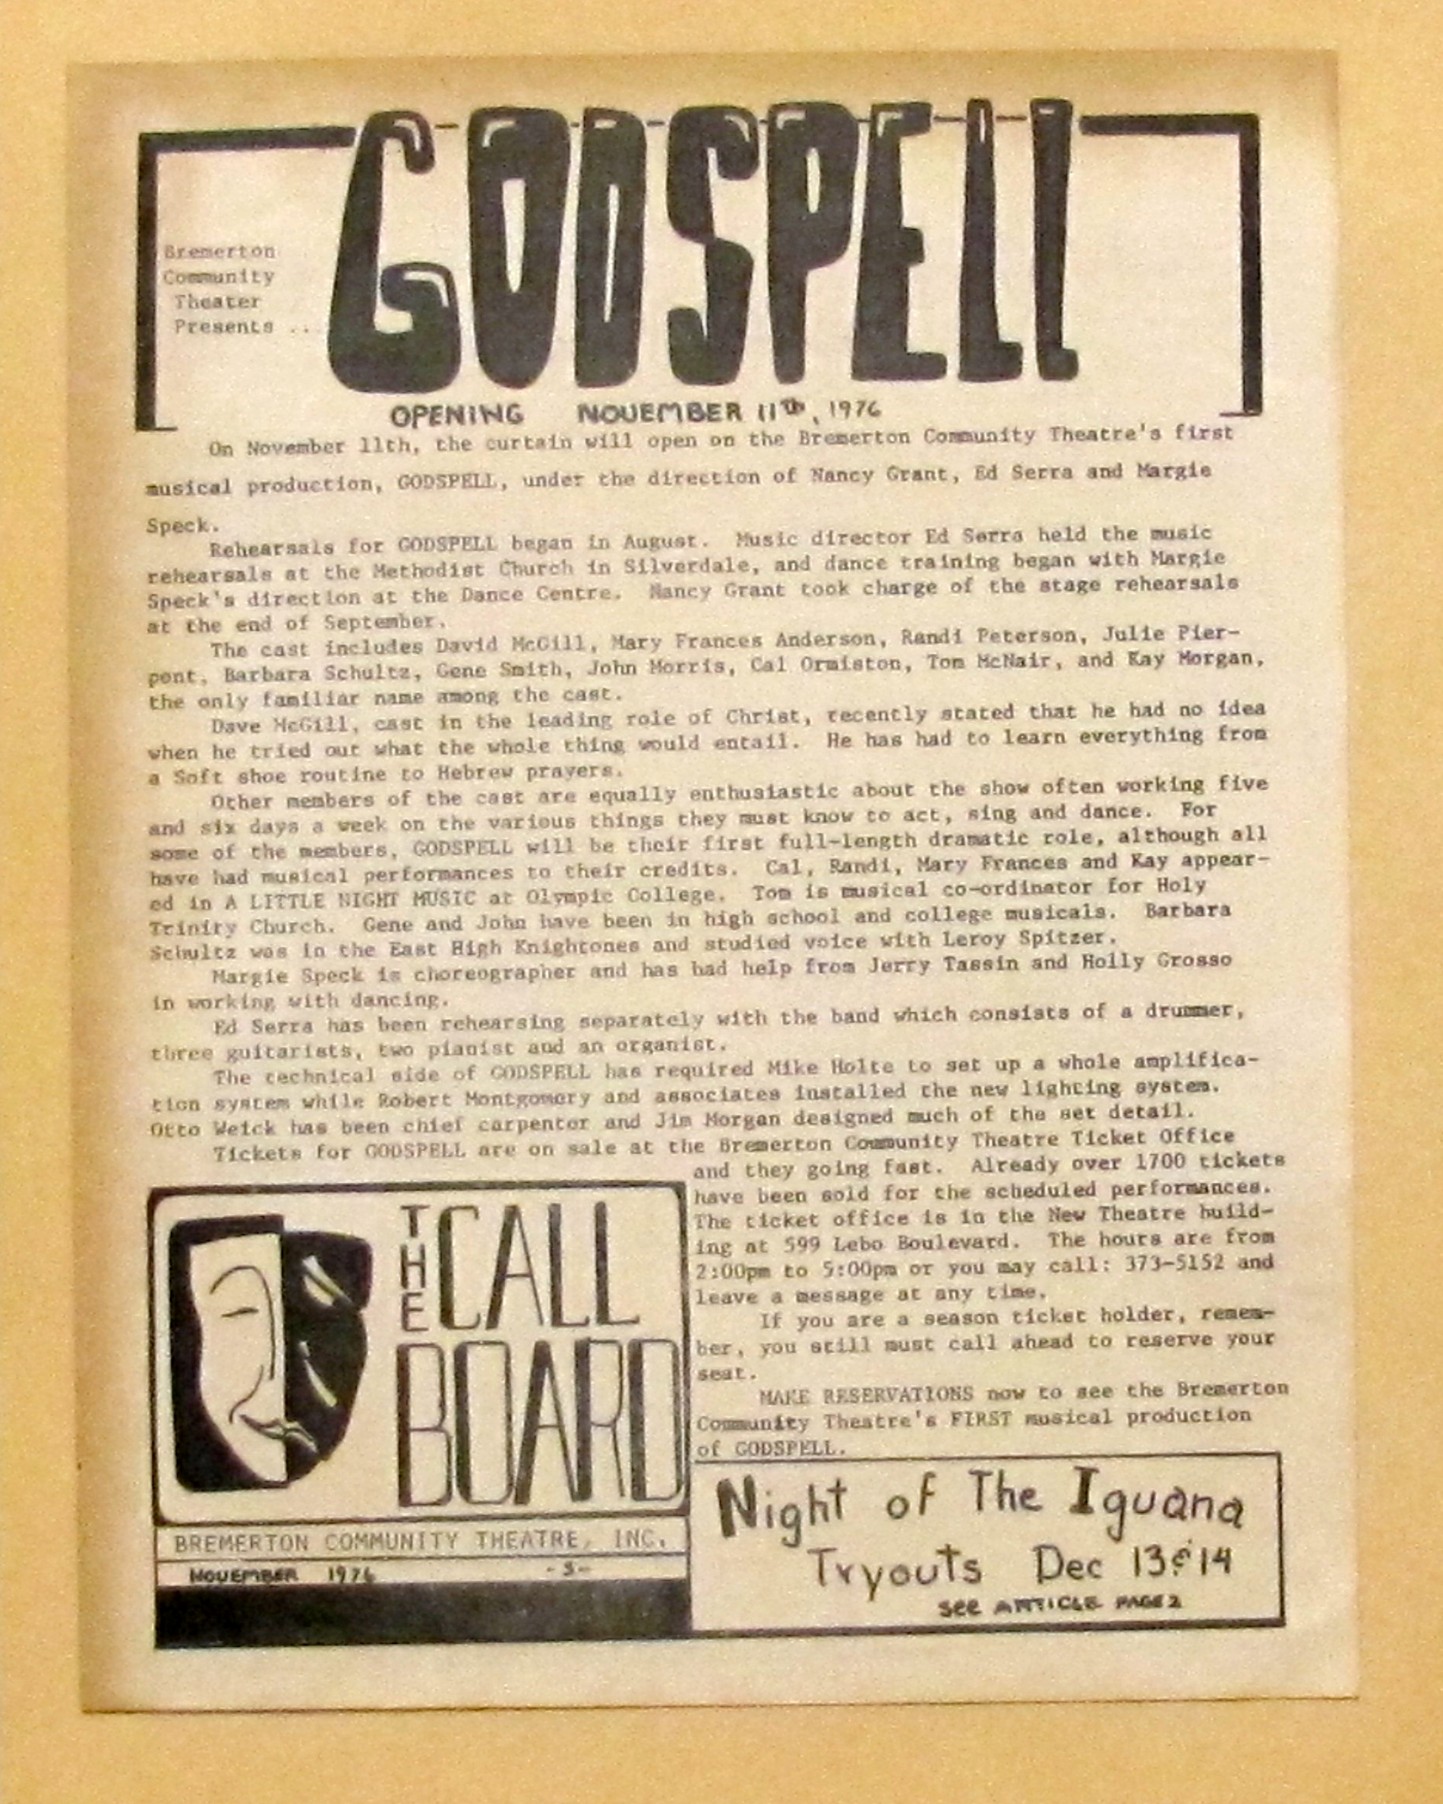 GODSPELL
Bremerton
Community
Theater
Presents ..
OPENING NOVEMBER 11th, 1976
On November 11th, the curtain will open on the Bremerton Community Theatre's first
musical production, GODSPELL, under the direction of Nancy Grant, Ed Serra and Margie
Speck.
Rehearsals for GODSPELL began in August. Music director Ed Serra held the music
rehearsals at the Methodist Church in Silverdale, and dance training began with Margie
Speck's direction at the Dance Centre. Nancy Grant took charge of the stage rehearsals
at the end of September.
The cast includes David McGill, Mary Frances Anderson, Randi Peterson, Julie Pier-
pont, Barbara Schultz, Gene Smith, John Morris, Cal Ormiston, Tom McNair, and Kay Morgan,
the only familiar name among the cast.
Dave McGill, cast in the leading role of Christ, recently stated that he had no idea
when he tried out what the whole thing would entail. He has had to learn everything from
a Soft shoe routine to Hebrew prayers.
Other members of the cast are equally enthusiastic about the show often working five
and six days a week on the various things they must know to act, sing and dance. For
some of the members, GODSPELL will be their first full-length dramatic role, although all
have had musical performances to their credits. Cal, Randi, Mary Frances and Kay appear-
ed in A LITTLE NIGHT MUSIC at Olympic College. Tom is musical co-ordinator for Holy
Trinity Church. Gene and John have been in high school and college musicals. Barbara
Schultz was in the East High Knightones and studied voice with Leroy Spitzer.
Margie Speck is choreographer and has had help from Jerry Tassin and Holly Grosso
in working with dancing.
Ed Serra has been rehearsing separately with the band which consists of a drummer,
three guitarists, two pianist and an organist.
The technical side of GODSPELL has required Mike Holte to set up a whole amplifica-
tion system while Robert Montgomery and associates installed the new lighting system.
Otto Weick has been chief carpenter and Jim Morgan designed much of the set detail.
Tickets for GODSPELL are on sale at the Bremerton Community Theatre Ticket Office
and they going fast. Already over 1700 tickets
have been sold for the scheduled performances.
The ticket office is in the New Theatre build-
ing at 599 Lebo Boulevard. The hours are from
2:00pm to 5:00pm or you may call: 373-5152 and
leave a message at any time.
If you are a season ticket holder, remem-
ber, you still must call ahead to reserve your
seat.
MAKE RESERVATIONS now to see the Bremerton
Community Theatre's FIRST musical production
of GODSPELL.
THE CALL
BOARD
BREMERTON COMMUNITY THEATRE, INC.
NOVEMBER 1976
Night of The Iguana
Tryouts Dec 13 & 14
see ARTICLE PAGE 2